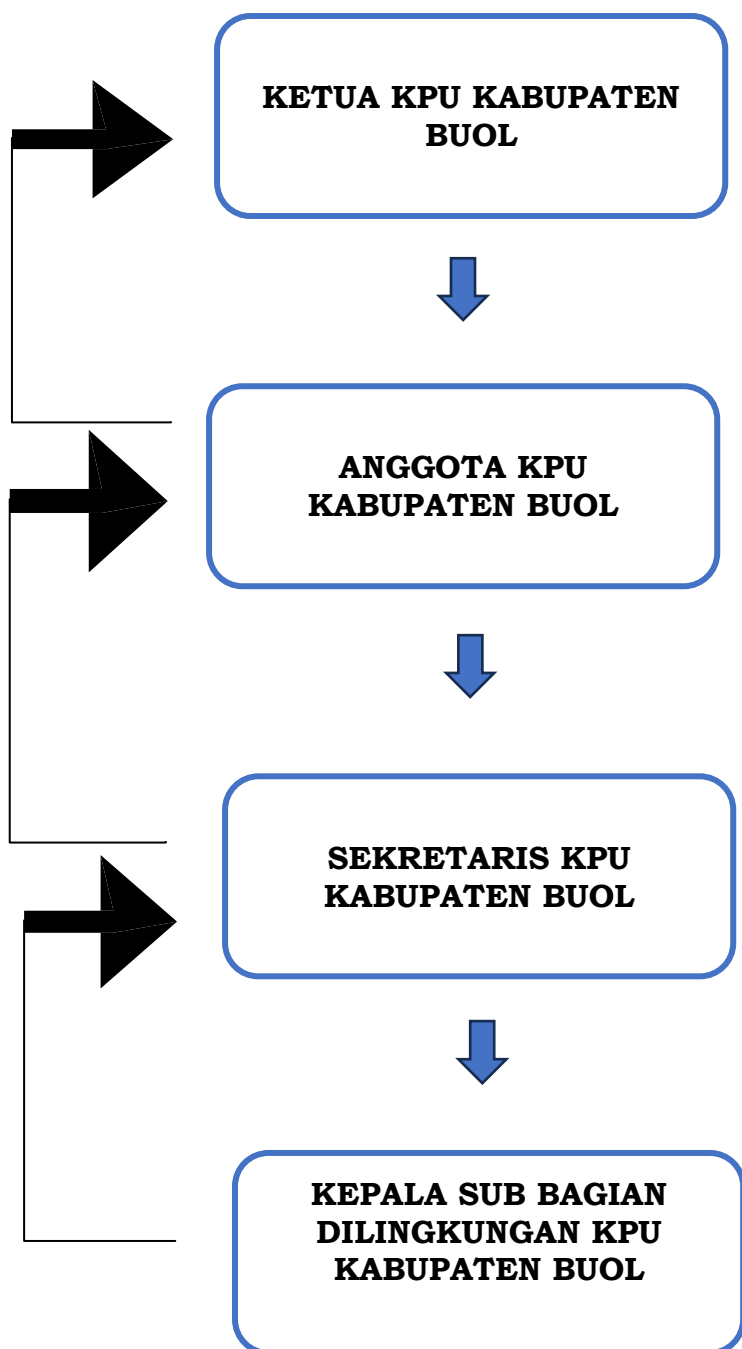 KETUA KPU KABUPATEN
BUOL
ANGGOTA KPU
KABUPATEN BUOL
SEKRETARIS KPU
KABUPATEN BUOL
KEPALA SUB BAGIAN
DILINGKUNGAN KPU
KABUPATEN BUOL